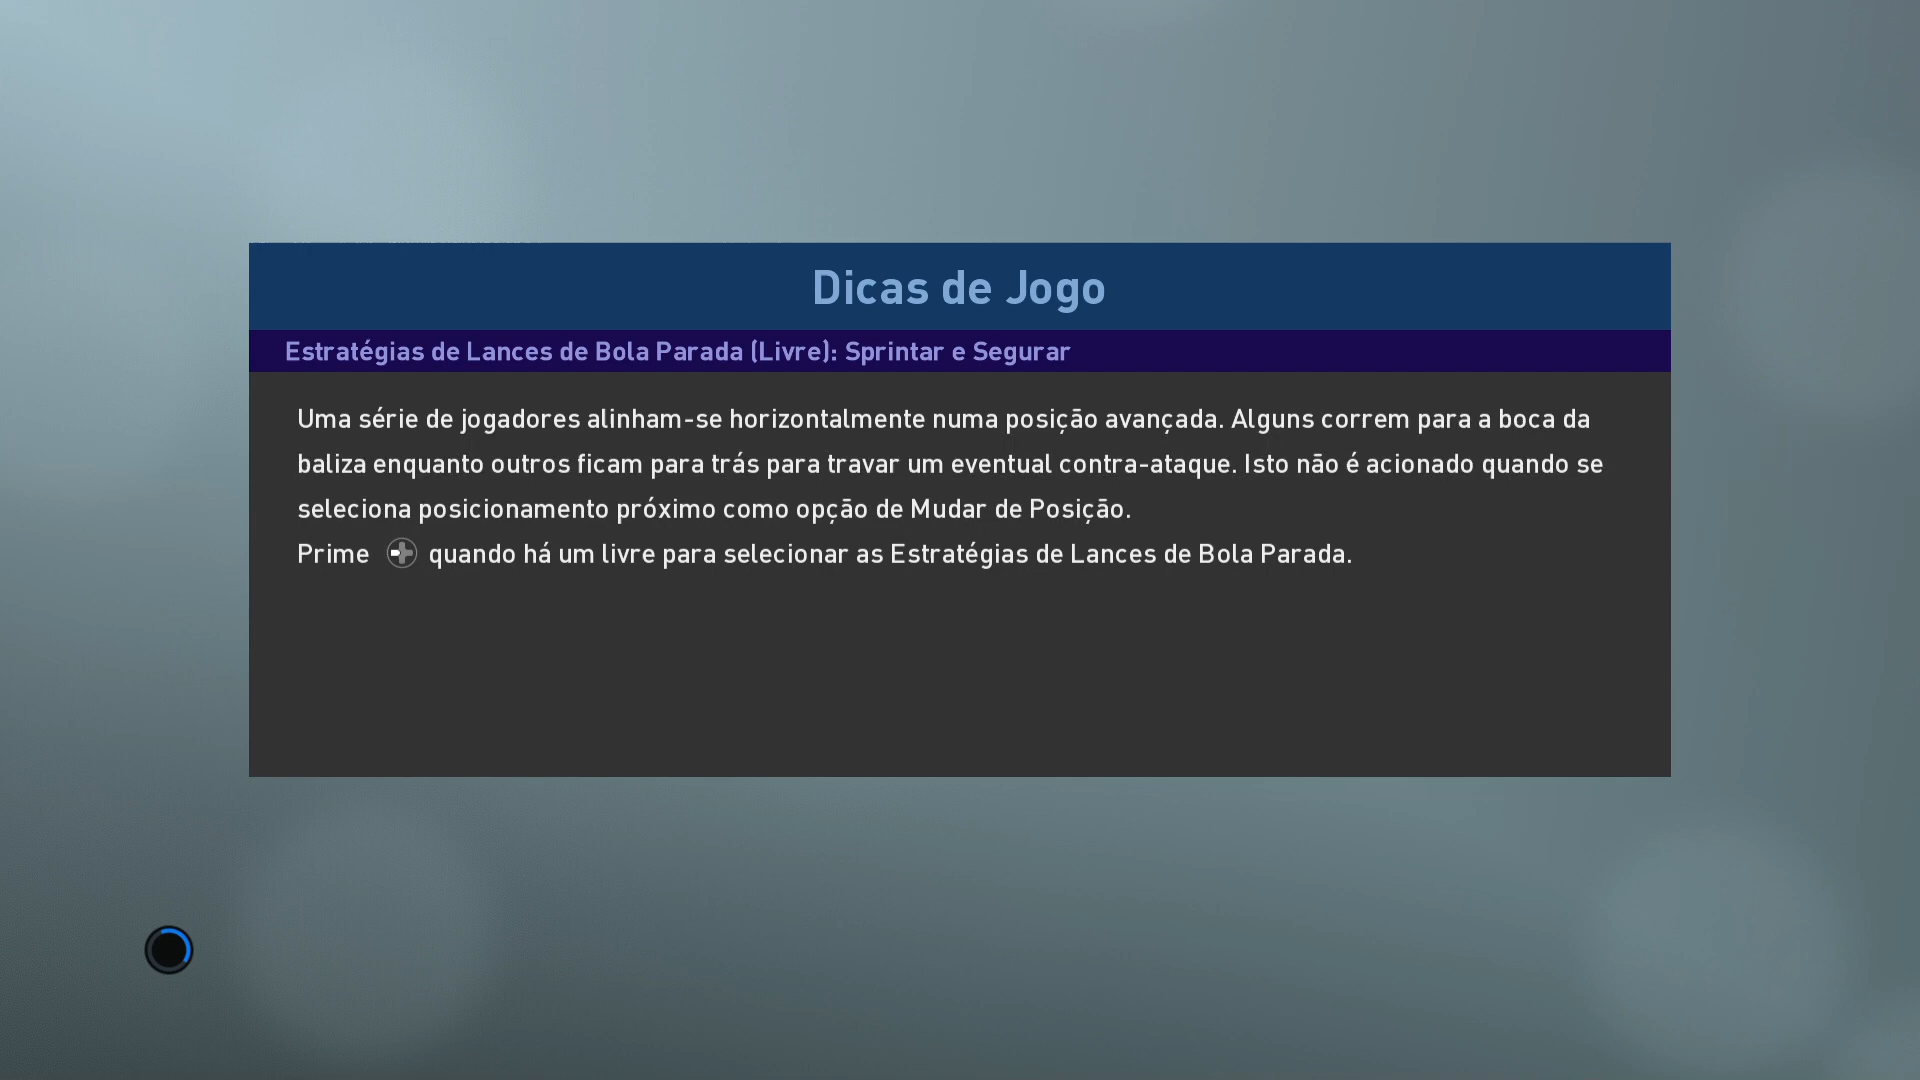 Dicas de Jogo
Estratégias de Lances de Bola Parada (Livre): Sprintar e Segurar
Uma série de jogadores alinham-se horizontalmente numa posição avançada. Alguns correm para a boca da
baliza enquanto outros ficam para trás para travar um eventual contra-ataque. Isto não é acionado quando se
seleciona posicionamento próximo como opção de Mudar de Posição.
Prime quando há um livre para selecionar as Estratégias de Lances de Bola Parada.